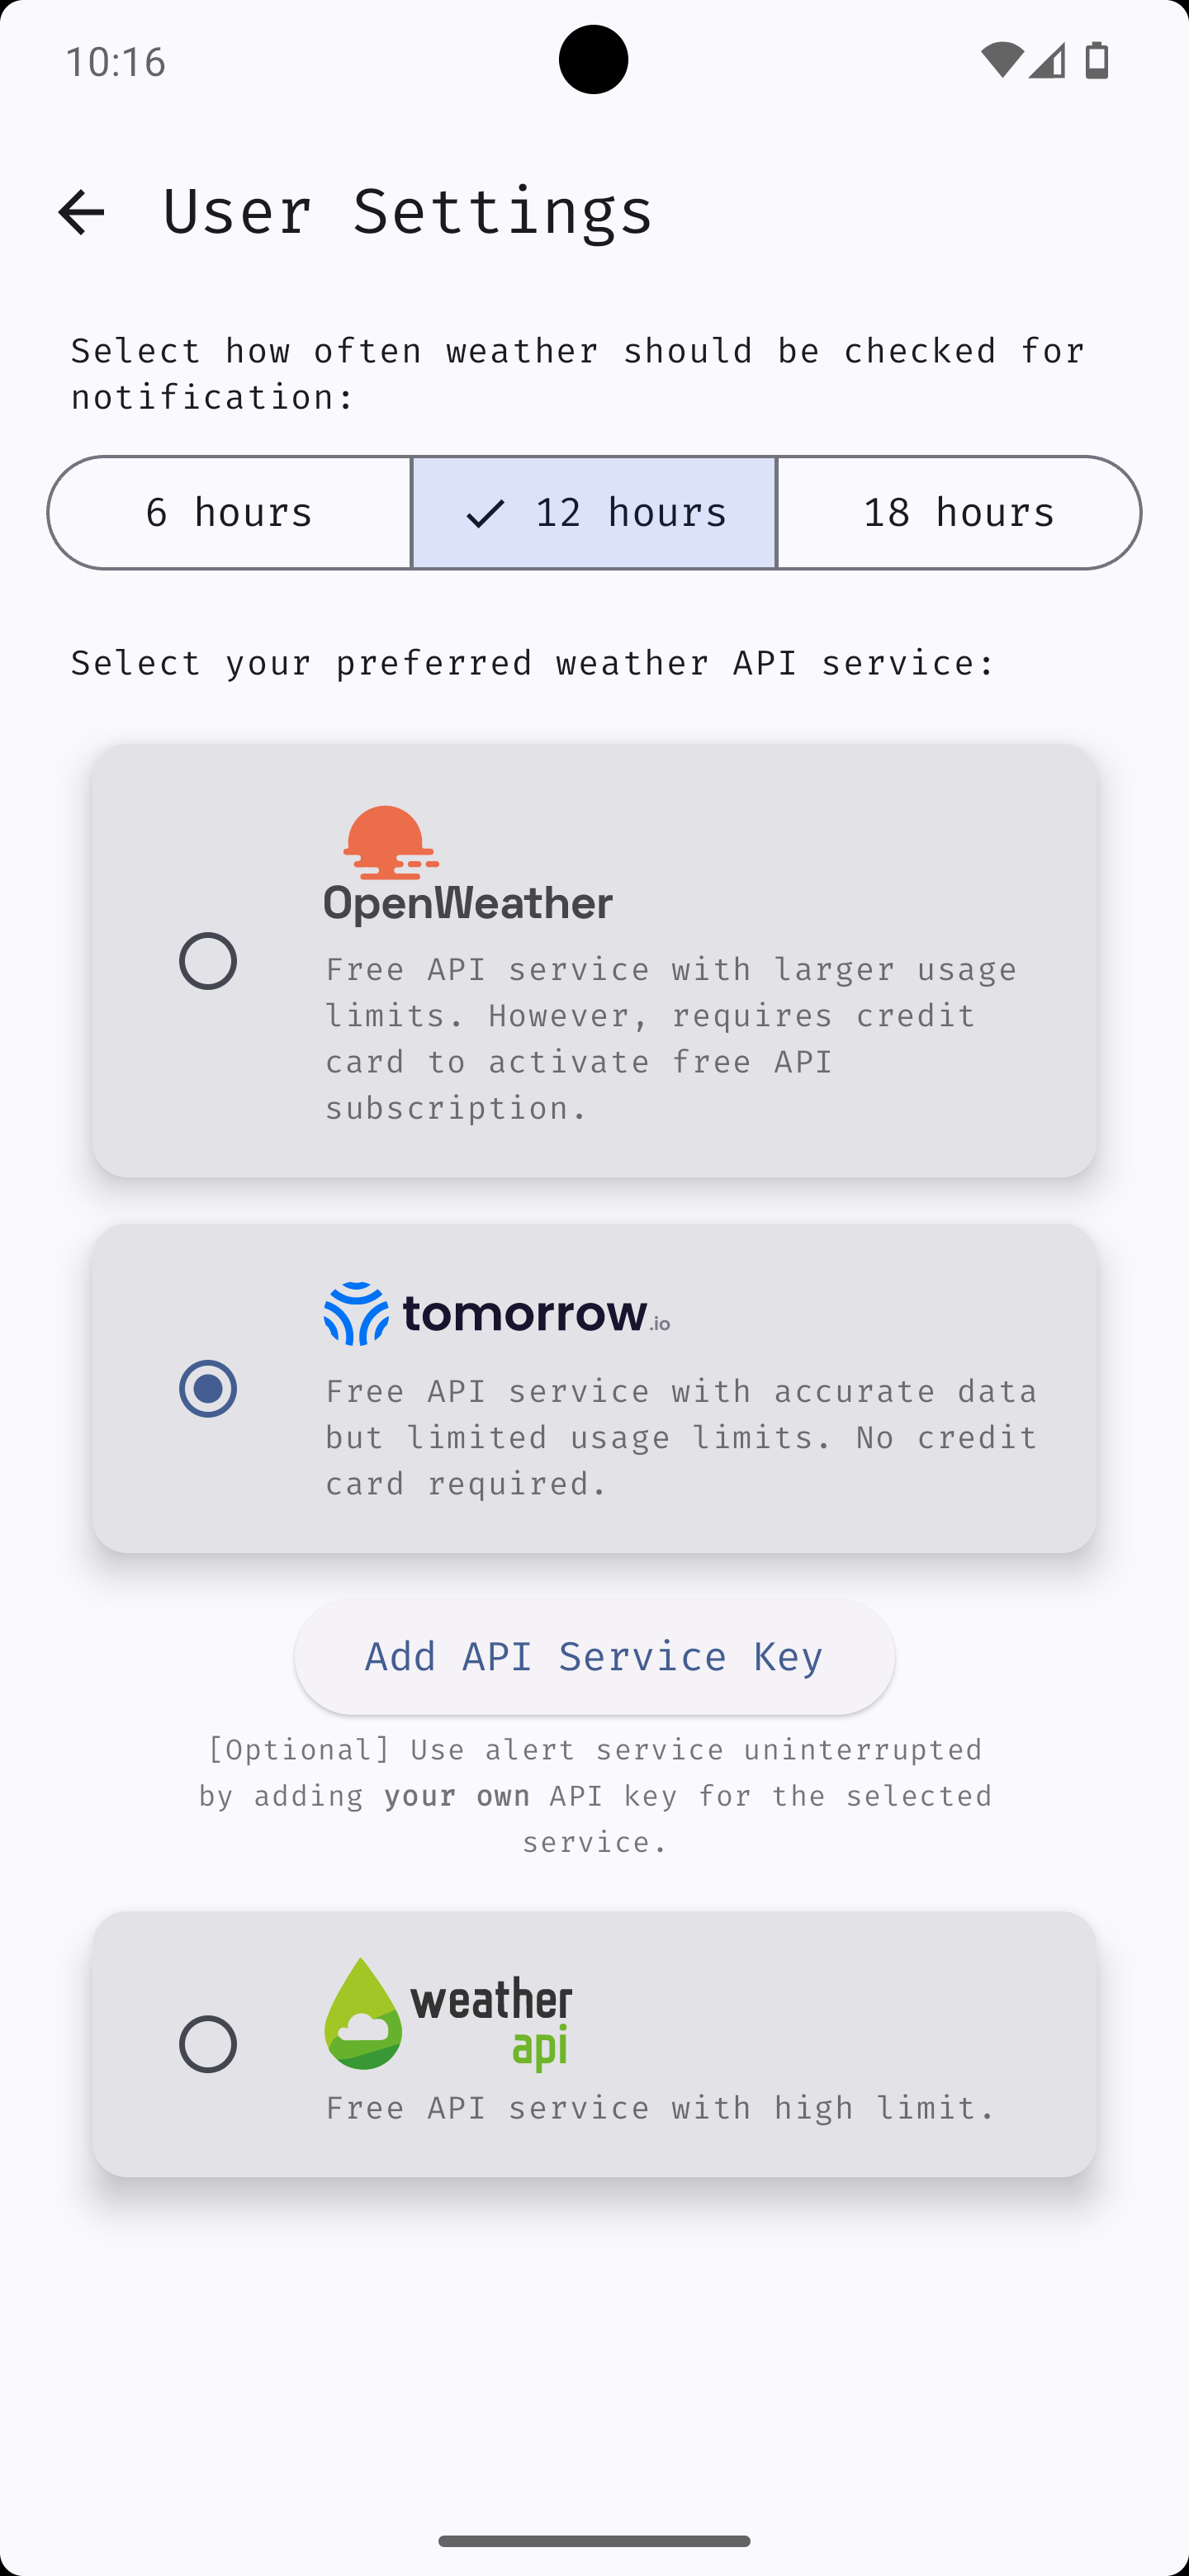 10:16
User Settings
Select how often weather should be checked for
notification:
6 hours
12 hours
18 hours
Select your preferred weather API service:
OpenWeather
Free API service with larger usage
limits. However, requires credit
card to activate free API
subscription.
tomorrow.io
Free API service with accurate data
but limited usage limits. No credit
card required.
Add API Service Key
[Optional] Use alert service uninterrupted
by adding your own API key for the selected
service.
weather
api
Free API service with high limit.